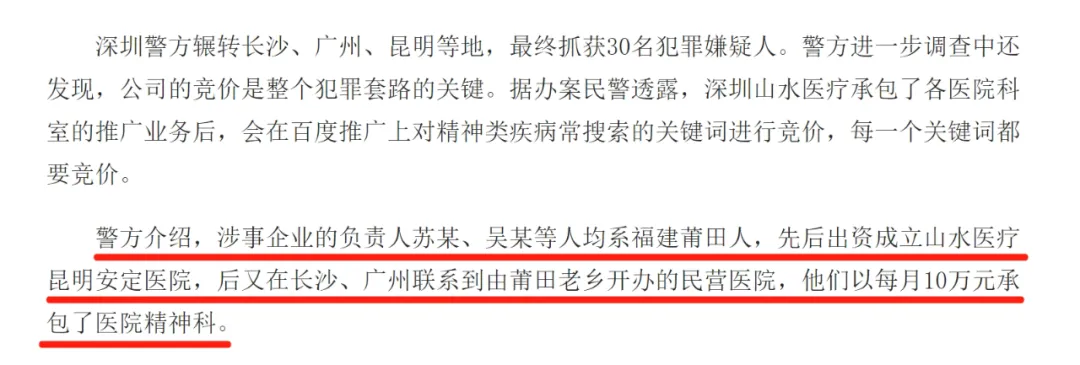 深圳警方辗转长沙、广州、昆明等地，最终抓获30名犯罪嫌疑人。警方进一步调查中还
发现，公司的竞价是整个犯罪套路的关键。据办案民警透露，深圳山水医疗承包了各医院科
室的推广业务后，会在百度推广上对精神类疾病常搜索的关键词进行竞价，每一个关键词都
要竞价。
警方介绍，涉事企业的负责人苏某、吴某等人均系福建莆田人，先后出资成立山水医疗
昆明安定医院，后又在长沙、广州联系到由莆田老乡开办的民营医院，他们以每月10万元承
包了医院精神科。